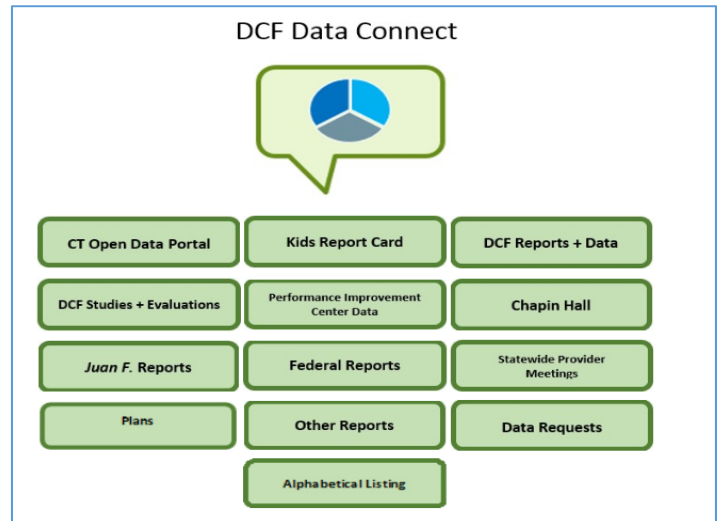 DCF Data Connect
CT Open Data Portal
Kids Report Card
DCF Reports + Data
DCF Studies + Evaluations
Performance Improvement
Center Data
Chapin Hall
Juan F. Reports
Federal Reports
Statewide Provider
Meetings
Plans
Other Reports
Data Requests
Alphabetical Listing